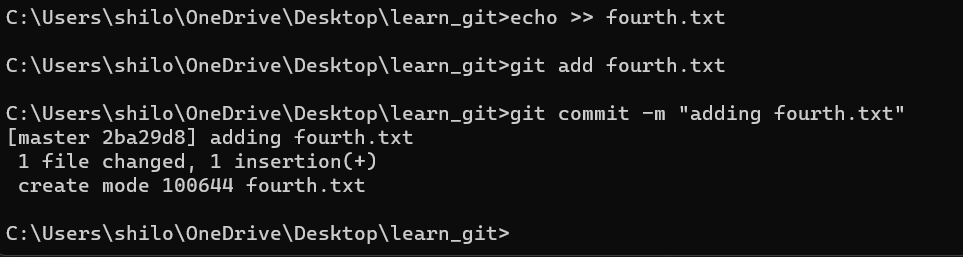 C:\Users\shilo\OneDrive\Desktop\learn_git>echo >> fourth.txt
C:\Users\shilo\OneDrive\Desktop\learn_git>git add fourth.txt
C:\Users\shilo\OneDrive\Desktop\learn_git>git commit -m "adding fourth.txt"
[master 2ba29d8] adding fourth.txt
 1 file changed, 1 insertion(+)
 create mode 100644 fourth.txt
C:\Users\shilo\OneDrive\Desktop\learn_git>